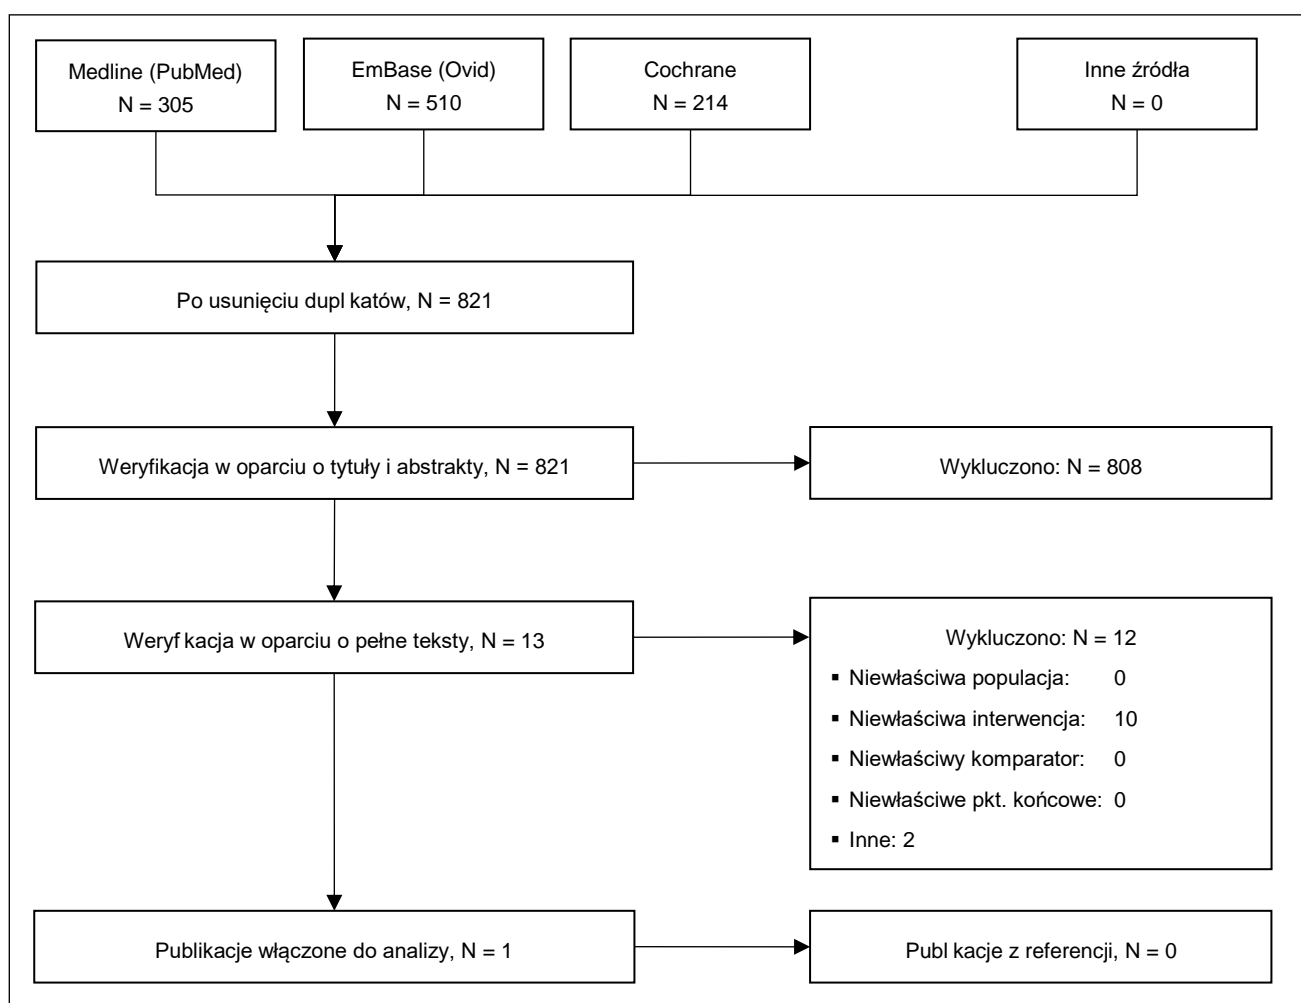 Medline (PubMed)
N = 305
EmBase (Ovid)
N = 510
Cochrane
N = 214
Inne źródła
N = 0
Po usunięciu dupl katów, N = 821
Weryfikacja w oparciu o tytuły i abstrakty, N = 821
Wykluczono: N = 808
Weryf kacja w oparciu o pełne teksty, N = 13
Wykluczono: N = 12
▪ Niewłaściwa populacja: 0
▪ Niewłaściwa interwencja: 10
▪ Niewłaściwy komparator: 0
▪ Niewłaściwe pkt. końcowe: 0
▪ Inne: 2
Publikacje włączone do analizy, N = 1
Publ kacje z referencji, N = 0